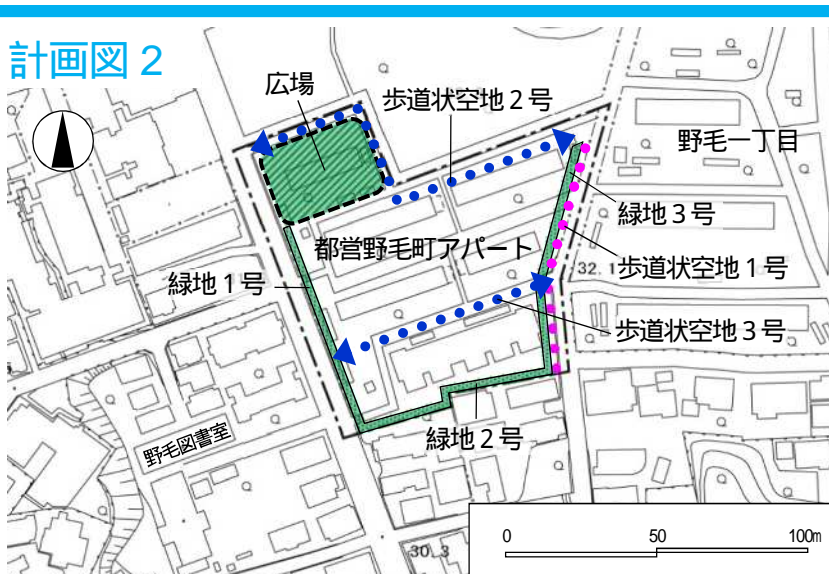 計画図 2
広場
歩道状空地 2 号
野毛一丁目
緑地 3 号
都営野毛町アパート
歩道状空地 1 号
32.1
緑地 1 号
歩道状空地 3 号
緑地 2 号
野毛図書室
30.3
0 50 100m